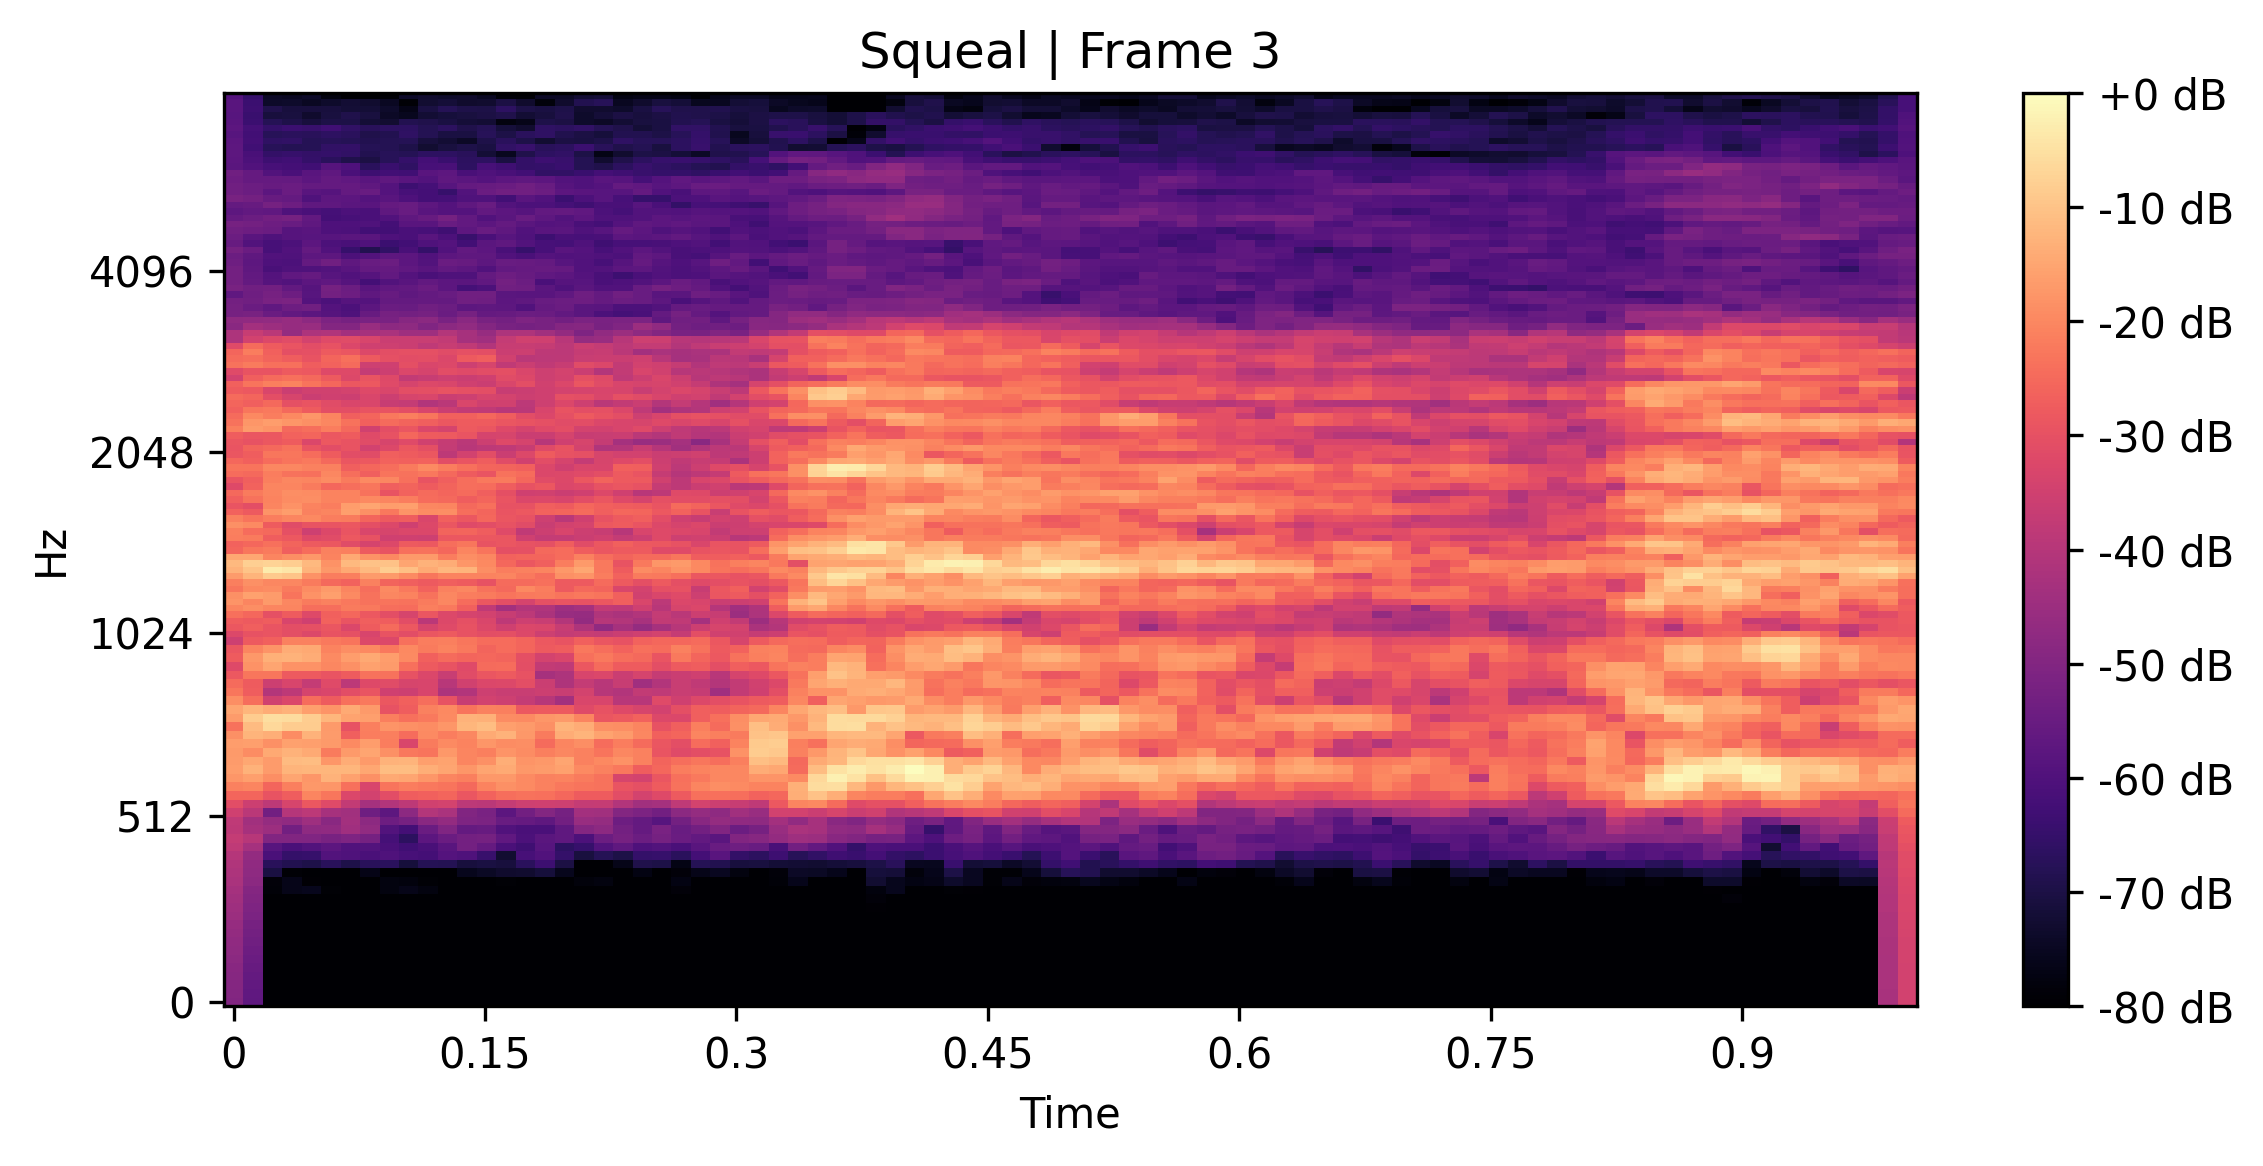 Squeal | Frame 3
Hz
4096
2048
1024
512
0
0 0.15 0.3 0.45 0.6 0.75 0.9
Time
+0 dB
-10 dB
-20 dB
-30 dB
-40 dB
-50 dB
-60 dB
-70 dB
-80 dB